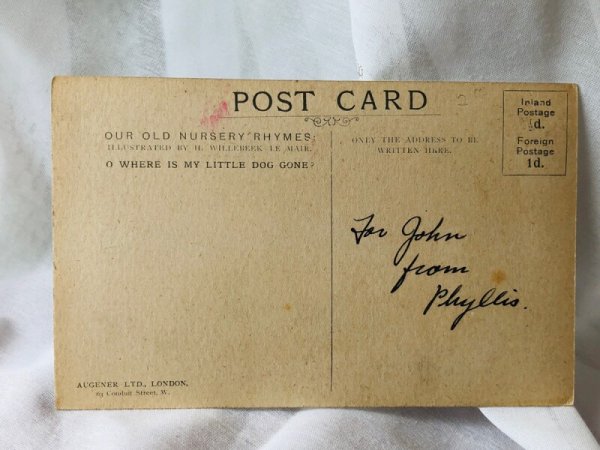 POST CARD
OUR OLD NURSERY RHYMES:
ILLUSTRATED BY H. WILLEBEEK LE MAIR.
O WHERE IS MY LITTLE DOG GONE?
ONLY THE ADDRESS TO BE
WRITTEN HERE.
Inland
Postage
½d.
Foreign
Postage
1d.
For John
from
Phyllis.
AUGENER LTD., LONDON,
63 Conduit Street, W.